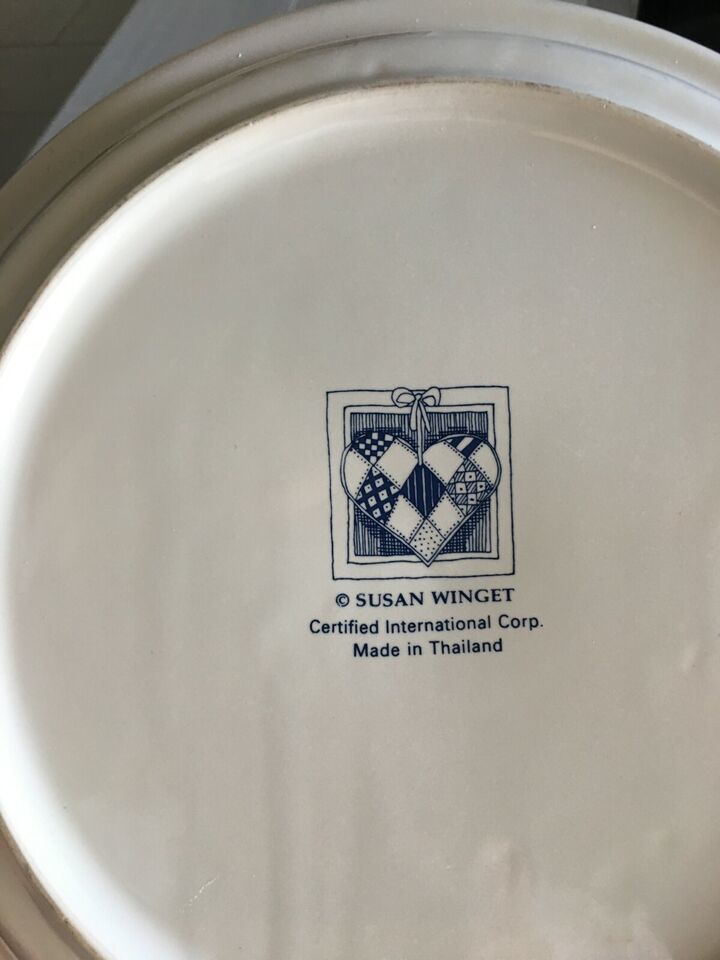 © SUSAN WINGET
Certified International Corp.
Made in Thailand